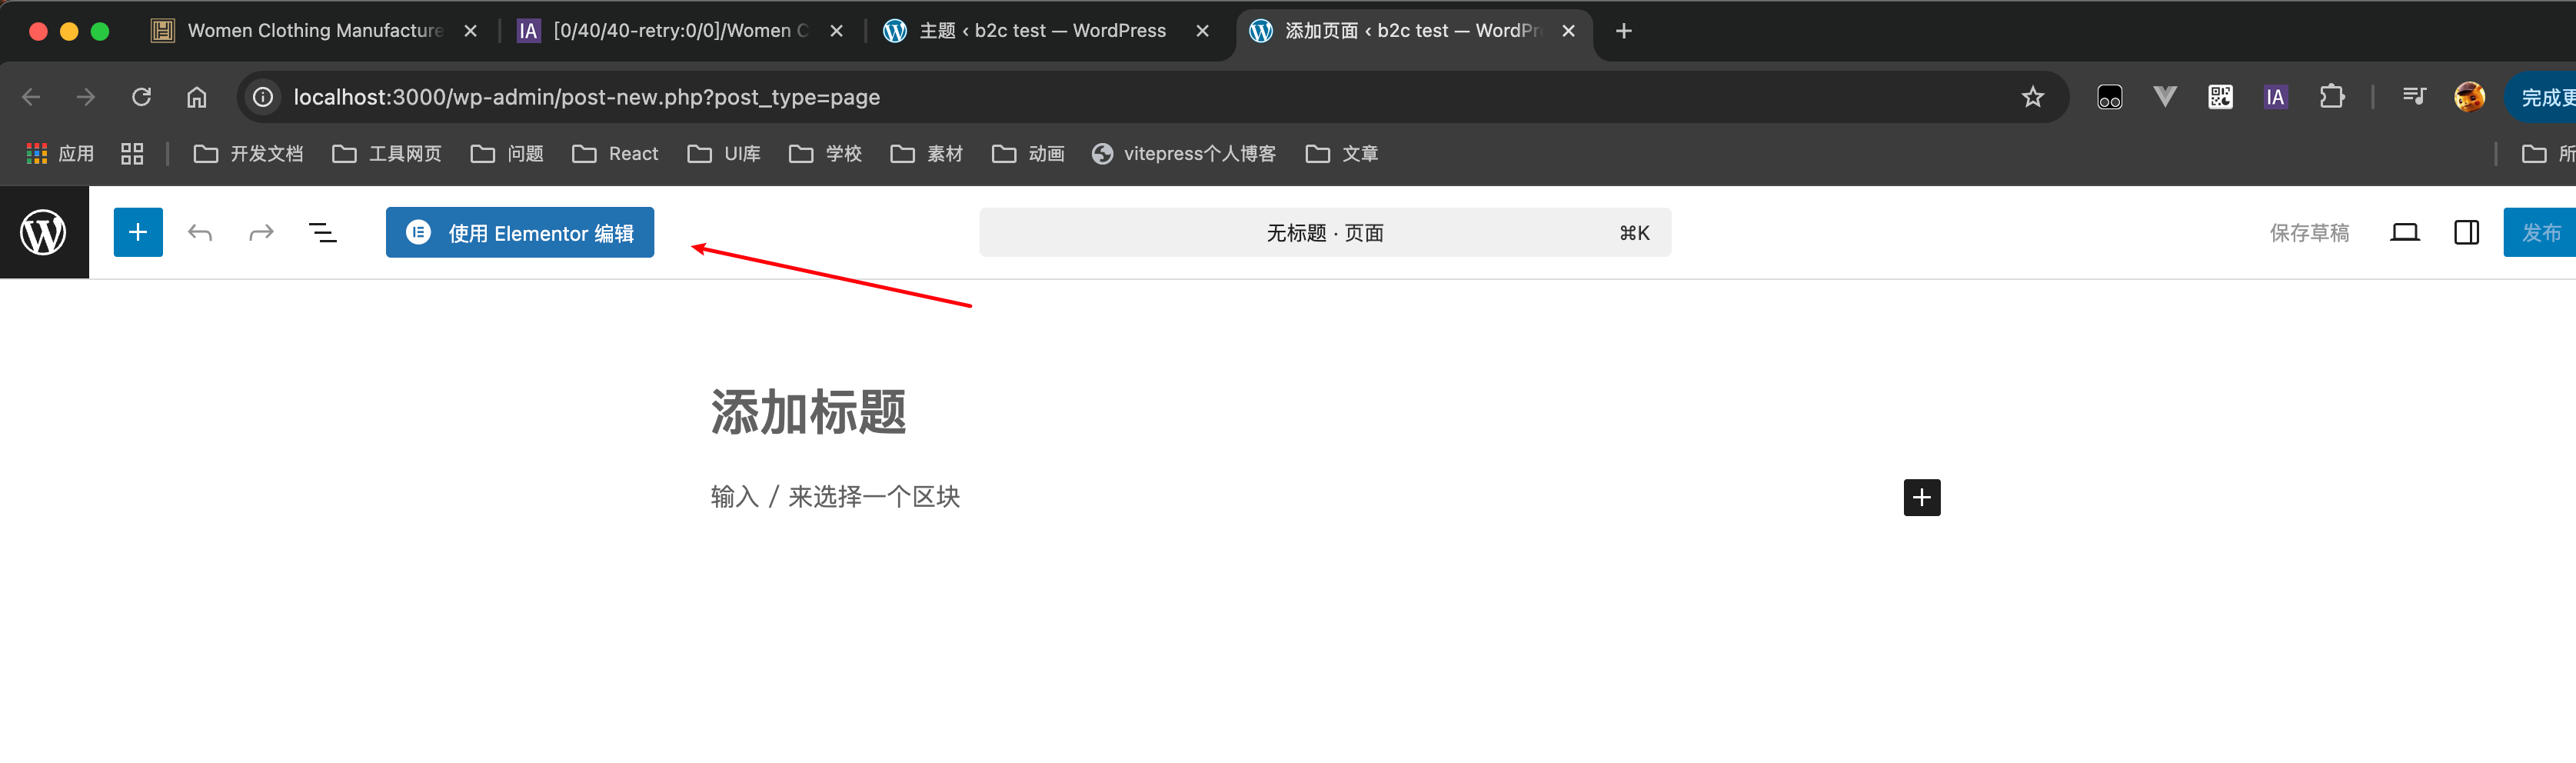 Women Clothing Manufacture
IA [0/40/40-retry:0/0]/Women C
主题 ‹ b2c test — WordPress
添加页面 ‹ b2c test — WordPr
localhost:3000/wp-admin/post-new.php?post_type=page
IA
完成更
应用
开发文档
工具网页
问题
React
UI库
学校
素材
动画
vitepress个人博客
文章
所
使用 Elementor 编辑
无标题 · 页面
⌘K
保存草稿
发布
添加标题
输入 / 来选择一个区块